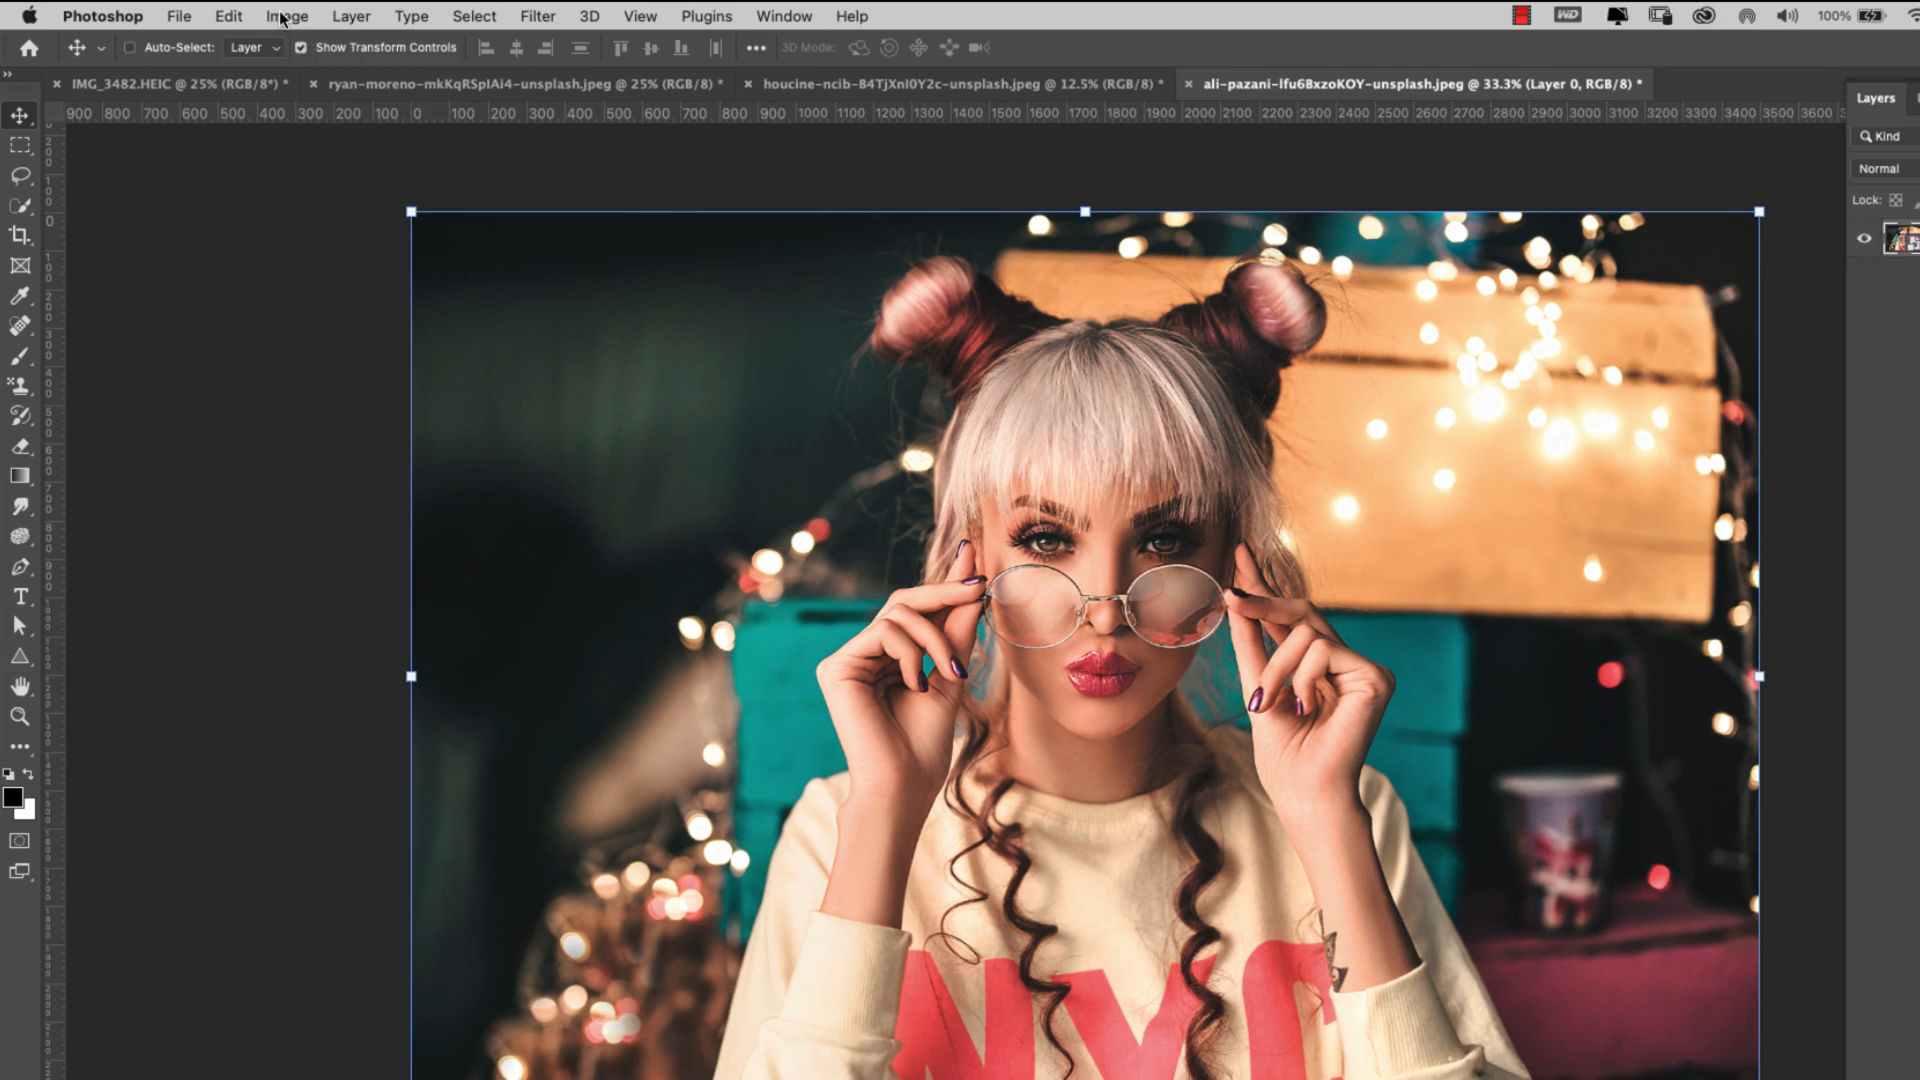 Photoshop File Edit Image Layer Type Select Filter 3D View Plugins Window Help WD 100%
Auto-Select: Layer Show Transform Controls 3D Mode:
IMG_3482.HEIC @ 25% (RGB/8*) * ryan-moreno-mkKqRSpIAi4-unsplash.jpeg @ 25% (RGB/8) * houcine-ncib-B4TjXnI0Y2c-unsplash.jpeg @ 12.5% (RGB/8) * ali-pazani-lfu6BxzoKOY-unsplash.jpeg @ 33.3% (Layer 0, RGB/8) *
Layers
900 800 700 600 500 400 300 200 100 0 100 200 300 400 500 600 700 800 900 1000 1100 1200 1300 1400 1500 1600 1700 1800 1900 2000 2100 2200 2300 2400 2500 2600 2700 2800 2900 3000 3100 3200 3300 3400 3500 3600
Kind
Normal
Lock:
NYC